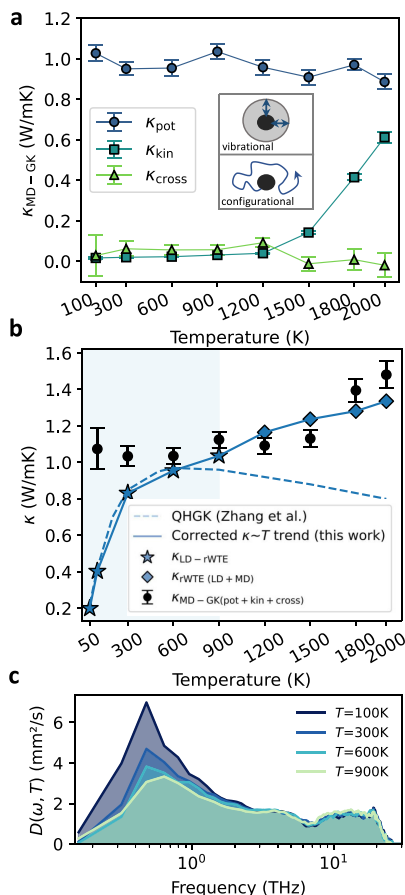 a
1.2
1.0
0.8
0.6
0.4
0.2
0.0
κMD−GK (W/mK)
κpot
κkin
κcross
vibrational
configurational
100
300
600
900
1200
1500
1800
2000
Temperature (K)
b
1.6
1.4
1.2
1.0
0.8
0.6
0.4
0.2
κ (W/mK)
QHGK (Zhang et al.)
Corrected κ~T trend (this work)
κLD−rWTE
κrWTE (LD+MD)
κMD−GK(pot+kin+cross)
50
300
600
900
1200
1500
1800
2000
Temperature (K)
c
6
4
2
0
D(ω, T) (mm²/s)
T=100K
T=300K
T=600K
T=900K
10⁰
10¹
Frequency (THz)